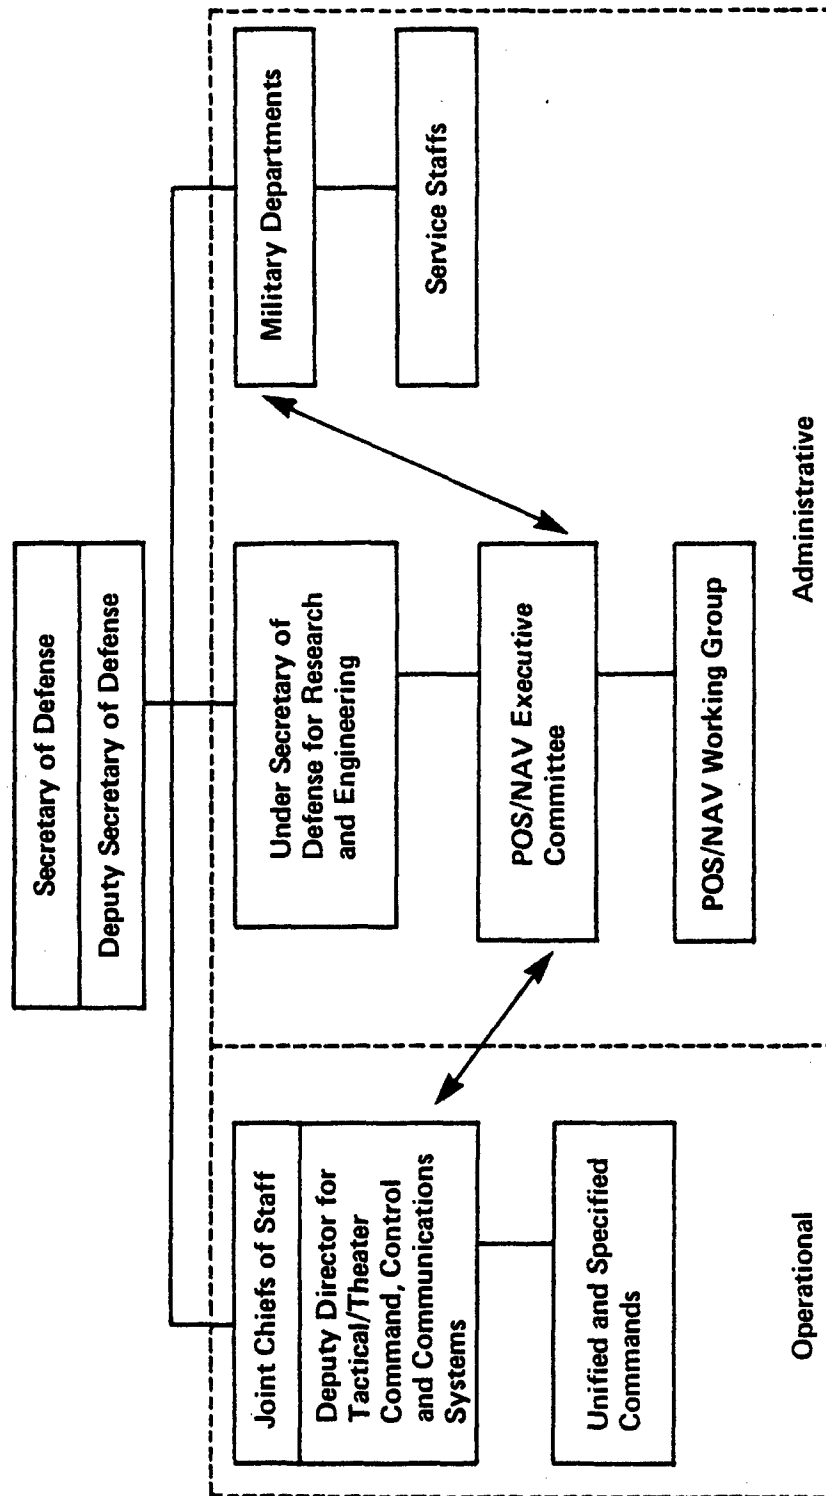 Secretary of Defense
Deputy Secretary of Defense
Joint Chiefs of Staff
Deputy Director for
Tactical/Theater
Command, Control
and Communications
Systems
Unified and Specified
Commands
Operational
Under Secretary of
Defense for Research
and Engineering
POS/NAV Executive
Committee
POS/NAV Working Group
Military Departments
Service Staffs
Administrative